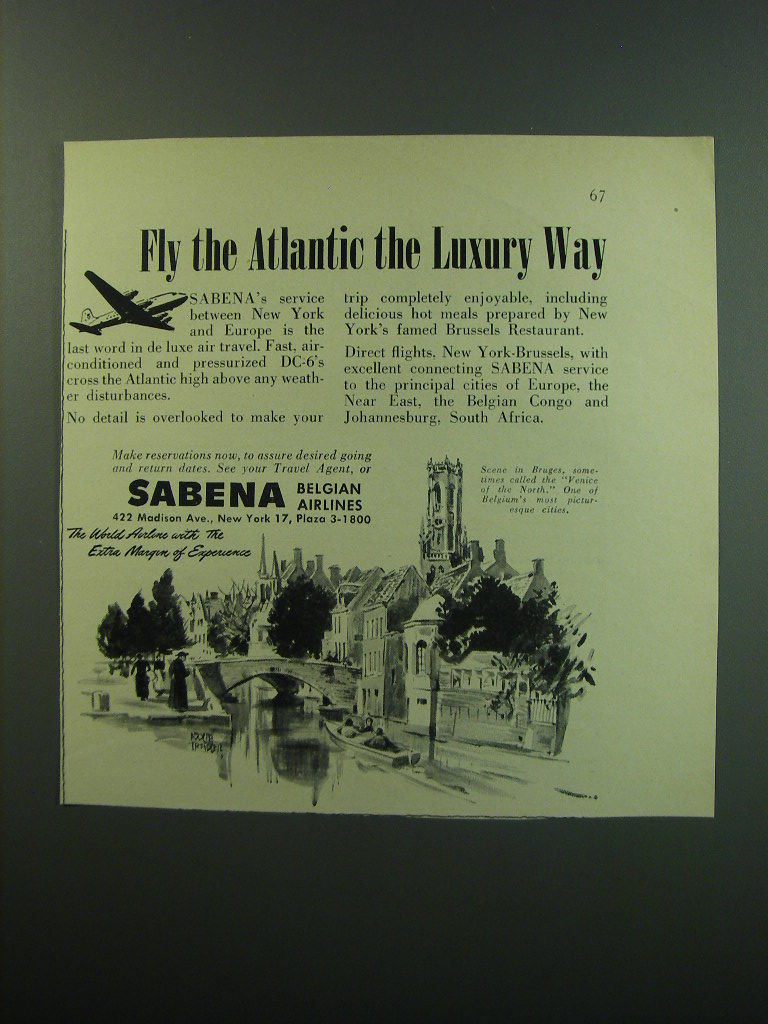 67
Fly the Atlantic the Luxury Way
SABENA's service
between New York
and Europe is the
last word in de luxe air travel. Fast, air-
conditioned and pressurized DC-6's
cross the Atlantic high above any weath-
er disturbances.
No detail is overlooked to make your
trip completely enjoyable, including
delicious hot meals prepared by New
York's famed Brussels Restaurant.
Direct flights, New York-Brussels, with
excellent connecting SABENA service
to the principal cities of Europe, the
Near East, the Belgian Congo and
Johannesburg, South Africa.
Make reservations now, to assure desired going
and return dates. See your Travel Agent, or
SABENA BELGIAN
AIRLINES
422 Madison Ave., New York 17, Plaza 3-1800
The World Airline with The
Extra Margin of Experience
Scene in Bruges, some-
times called the "Venice
of the North." One of
Belgium's most pictur-
esque cities.
ADOLPH
TREIDLER